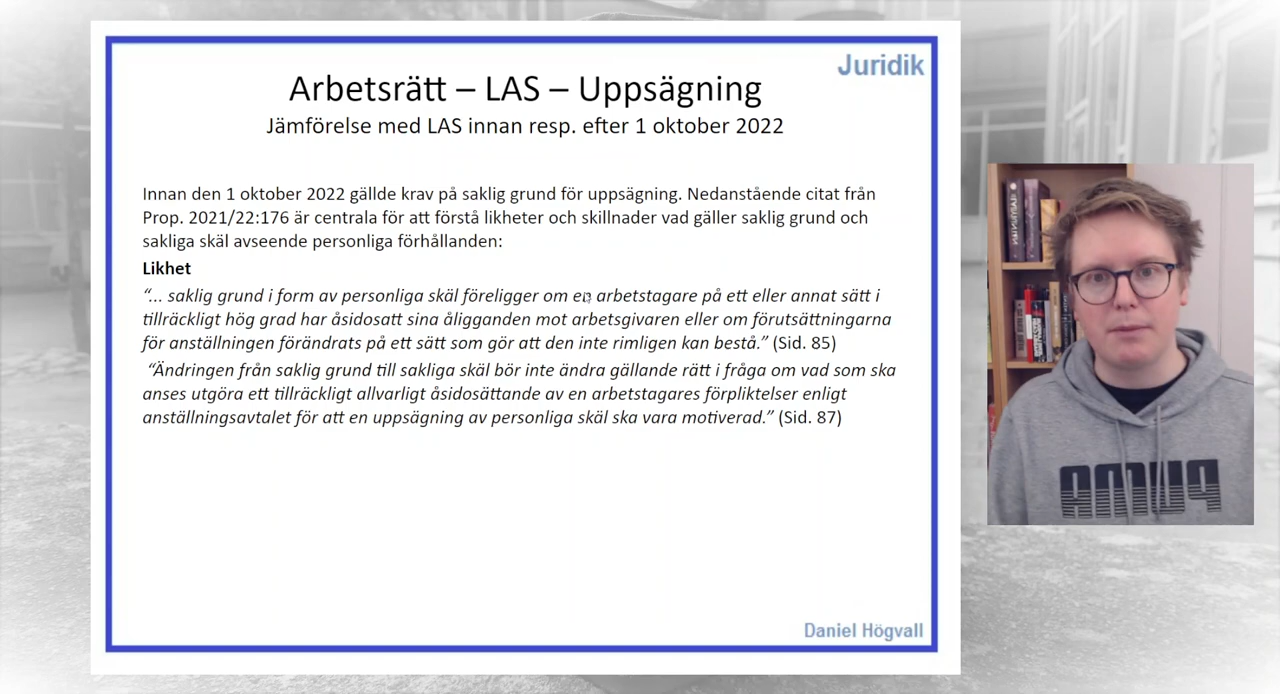 Juridik
Arbetsrätt – LAS – Uppsägning
Jämförelse med LAS innan resp. efter 1 oktober 2022
Innan den 1 oktober 2022 gällde krav på saklig grund för uppsägning. Nedanstående citat från
Prop. 2021/22:176 är centrala för att förstå likheter och skillnader vad gäller saklig grund och
sakliga skäl avseende personliga förhållanden:
Likhet
“... saklig grund i form av personliga skäl föreligger om en arbetstagare på ett eller annat sätt i
tillräckligt hög grad har åsidosatt sina åligganden mot arbetsgivaren eller om förutsättningarna
för anställningen förändrats på ett sätt som gör att den inte rimligen kan bestå.” (Sid. 85)
“Ändringen från saklig grund till sakliga skäl bör inte ändra gällande rätt i fråga om vad som ska
anses utgöra ett tillräckligt allvarligt åsidosättande av en arbetstagares förpliktelser enligt
anställningsavtalet för att en uppsägning av personliga skäl ska vara motiverad.” (Sid. 87)
Daniel Högvall